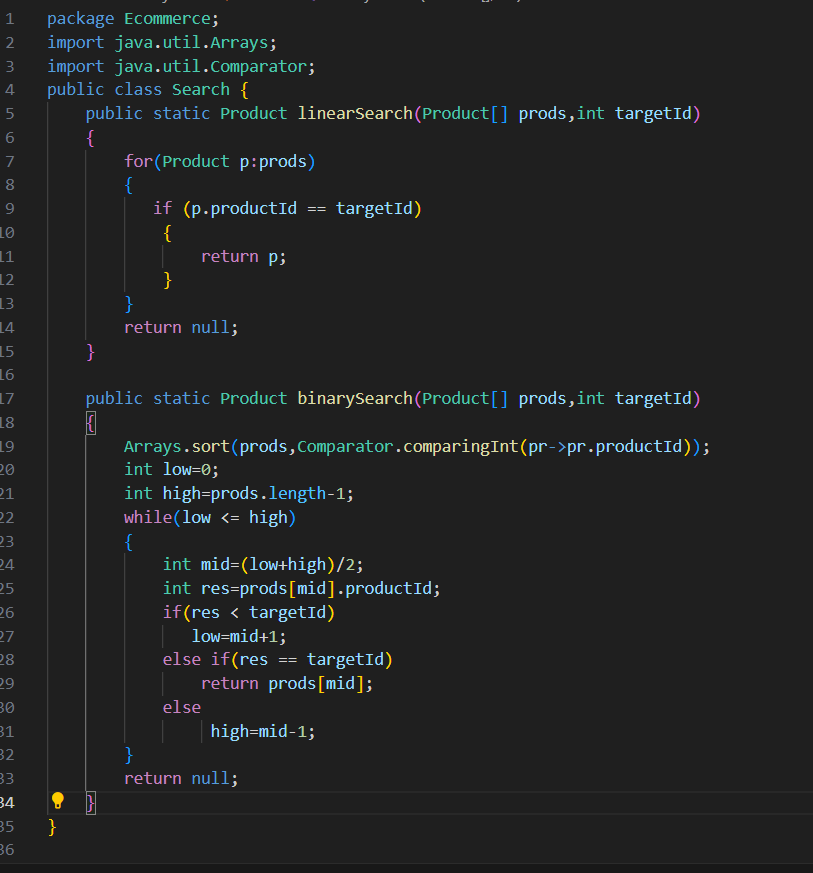 1 package Ecommerce;
2 import java.util.Arrays;
3 import java.util.Comparator;
4 public class Search {
5     public static Product linearSearch(Product[] prods,int targetId)
6     {
7         for(Product p:prods)
8         {
9            if (p.productId == targetId)
10             {
11                 return p;
12             }
13         }
14         return null;
15     }
16
17     public static Product binarySearch(Product[] prods,int targetId)
18     {
19         Arrays.sort(prods,Comparator.comparingInt(pr->pr.productId));
20         int low=0;
21         int high=prods.length-1;
22         while(low <= high)
23         {
24             int mid=(low+high)/2;
25             int res=prods[mid].productId;
26             if(res < targetId)
27                low=mid+1;
28             else if(res == targetId)
29                 return prods[mid];
30             else
31                  high=mid-1;
32         }
33         return null;
34     }
35 }
36